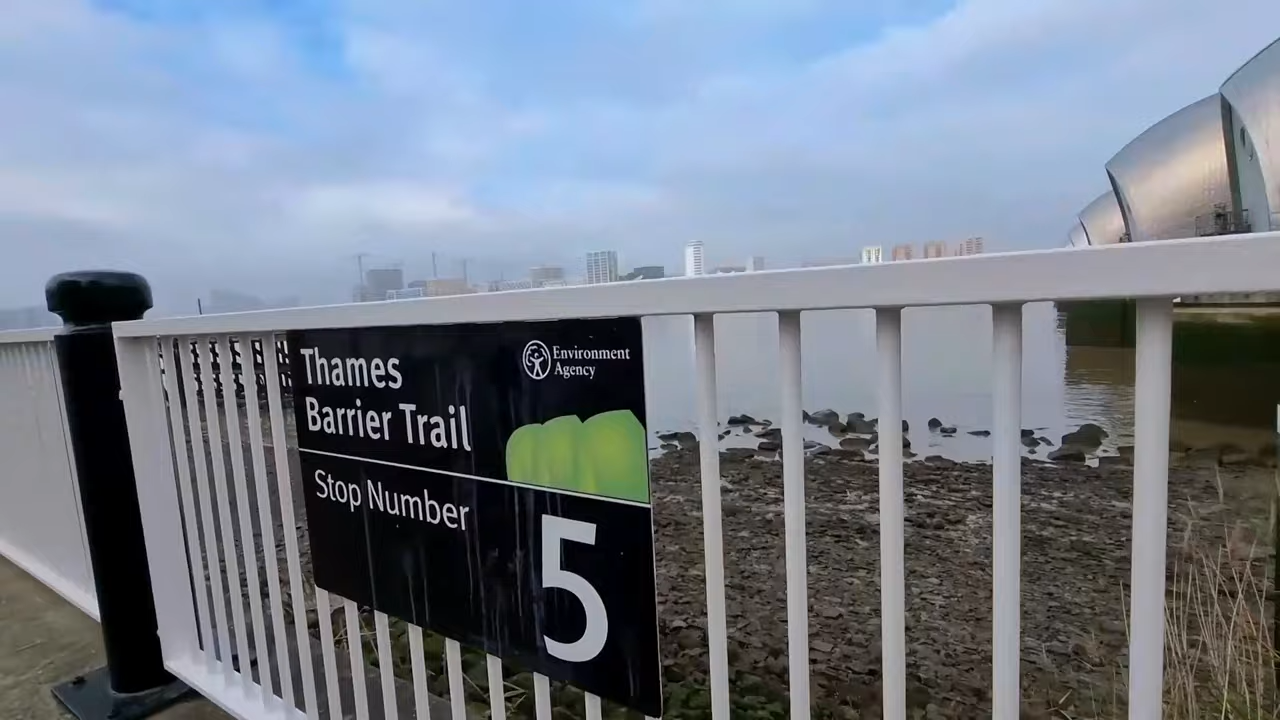 Thames
Barrier Trail
Environment
Agency
Stop Number
5